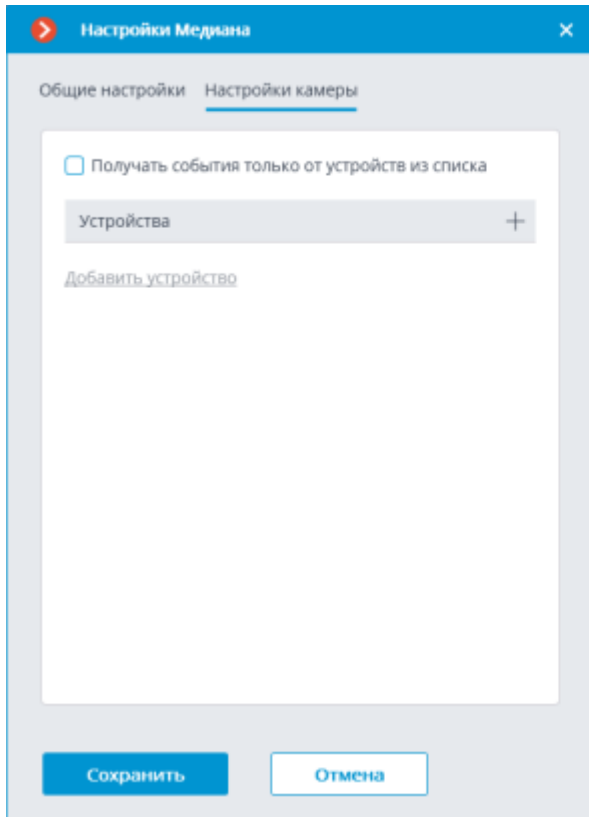 Настройки Медиана
Общие настройки Настройки камеры
Получать события только от устройств из списка
Устройства
Добавить устройство
Сохранить Отмена